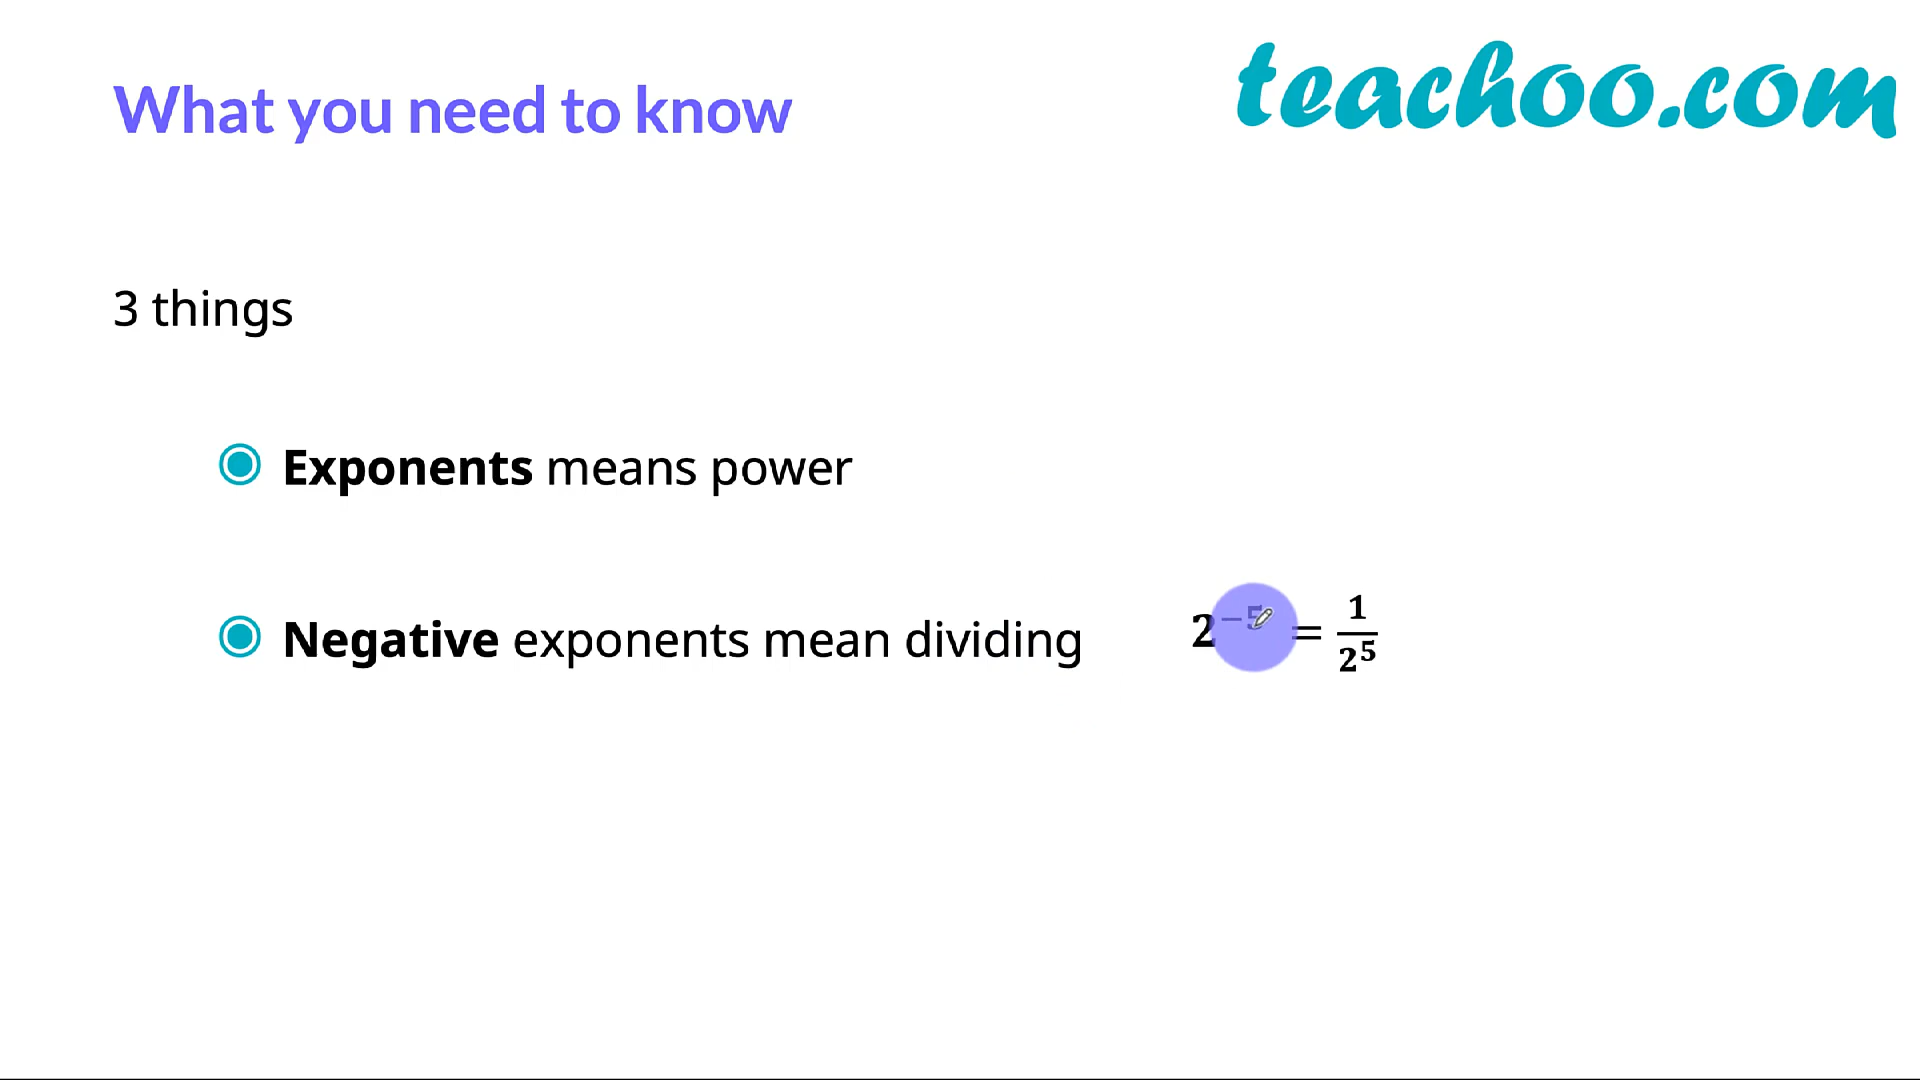 What you need to know
teachoo.com
3 things
Exponents means power
Negative exponents mean dividing 2⁻⁵ = 1/2⁵